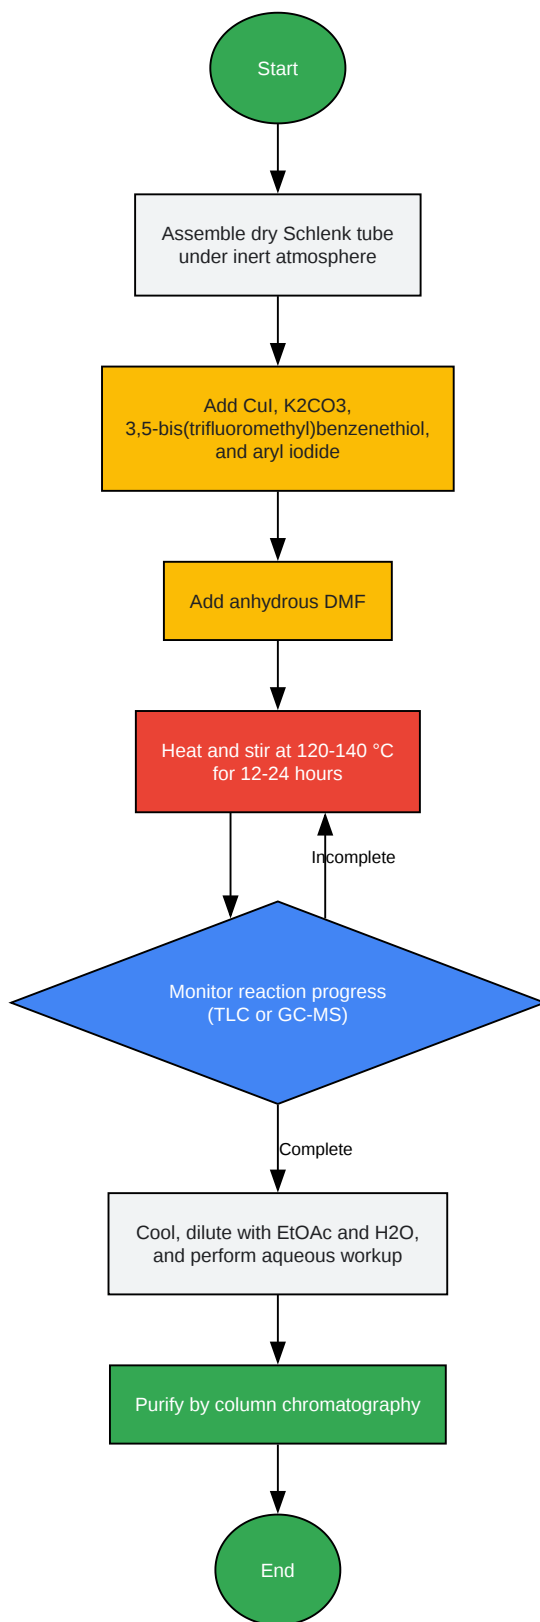 Start
Assemble dry Schlenk tube
under inert atmosphere
Add CuI, K2CO3,
3,5-bis(trifluoromethyl)benzenethiol,
and aryl iodide
Add anhydrous DMF
Heat and stir at 120-140 °C
for 12-24 hours
Incomplete
Monitor reaction progress
(TLC or GC-MS)
Complete
Cool, dilute with EtOAc and H2O,
and perform aqueous workup
Purify by column chromatography
End